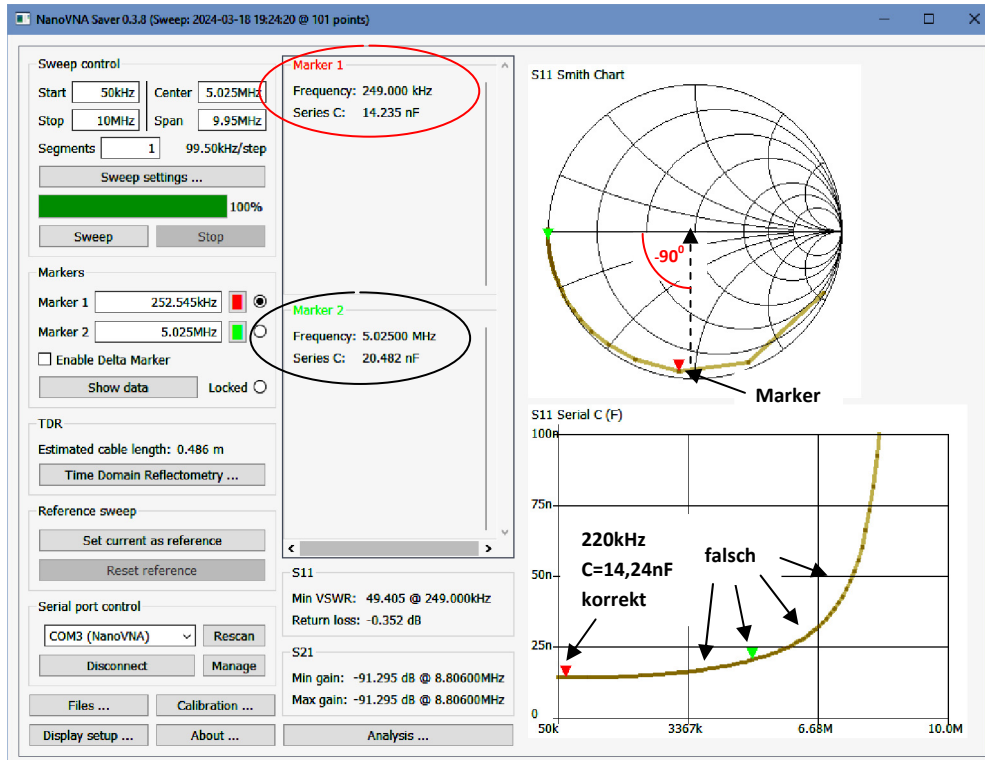 NanoVNA Saver 0.3.8 (Sweep: 2024-03-18 19:24:20 @ 101 points)
Sweep control
Start 50kHz Center 5.025MHz
Stop 10MHz Span 9.95MHz
Segments 1 99.50kHz/step
Sweep settings ...
100%
Sweep Stop
Markers
Marker 1 252.545kHz
Marker 2 5.025MHz
Enable Delta Marker
Show data Locked
TDR
Estimated cable length: 0.486 m
Time Domain Reflectometry ...
Reference sweep
Set current as reference
Reset reference
Serial port control
COM3 (NanoVNA) Rescan
Disconnect Manage
Files ... Calibration ...
Display setup ... About ...
Marker 1
Frequency: 249.000 kHz
Series C: 14.235 nF
Marker 2
Frequency: 5.02500 MHz
Series C: 20.482 nF
S11
Min VSWR: 49.405 @ 249.000kHz
Return loss: -0.352 dB
S21
Min gain: -91.295 dB @ 8.80600MHz
Max gain: -91.295 dB @ 8.80600MHz
Analysis ...
S11 Smith Chart
-90⁰
Marker
S11 Serial C (F)
100n
75n
50n
25n
0
50k 3367k 6.68M 10.0M
220kHz
C=14,24nF
korrekt
falsch